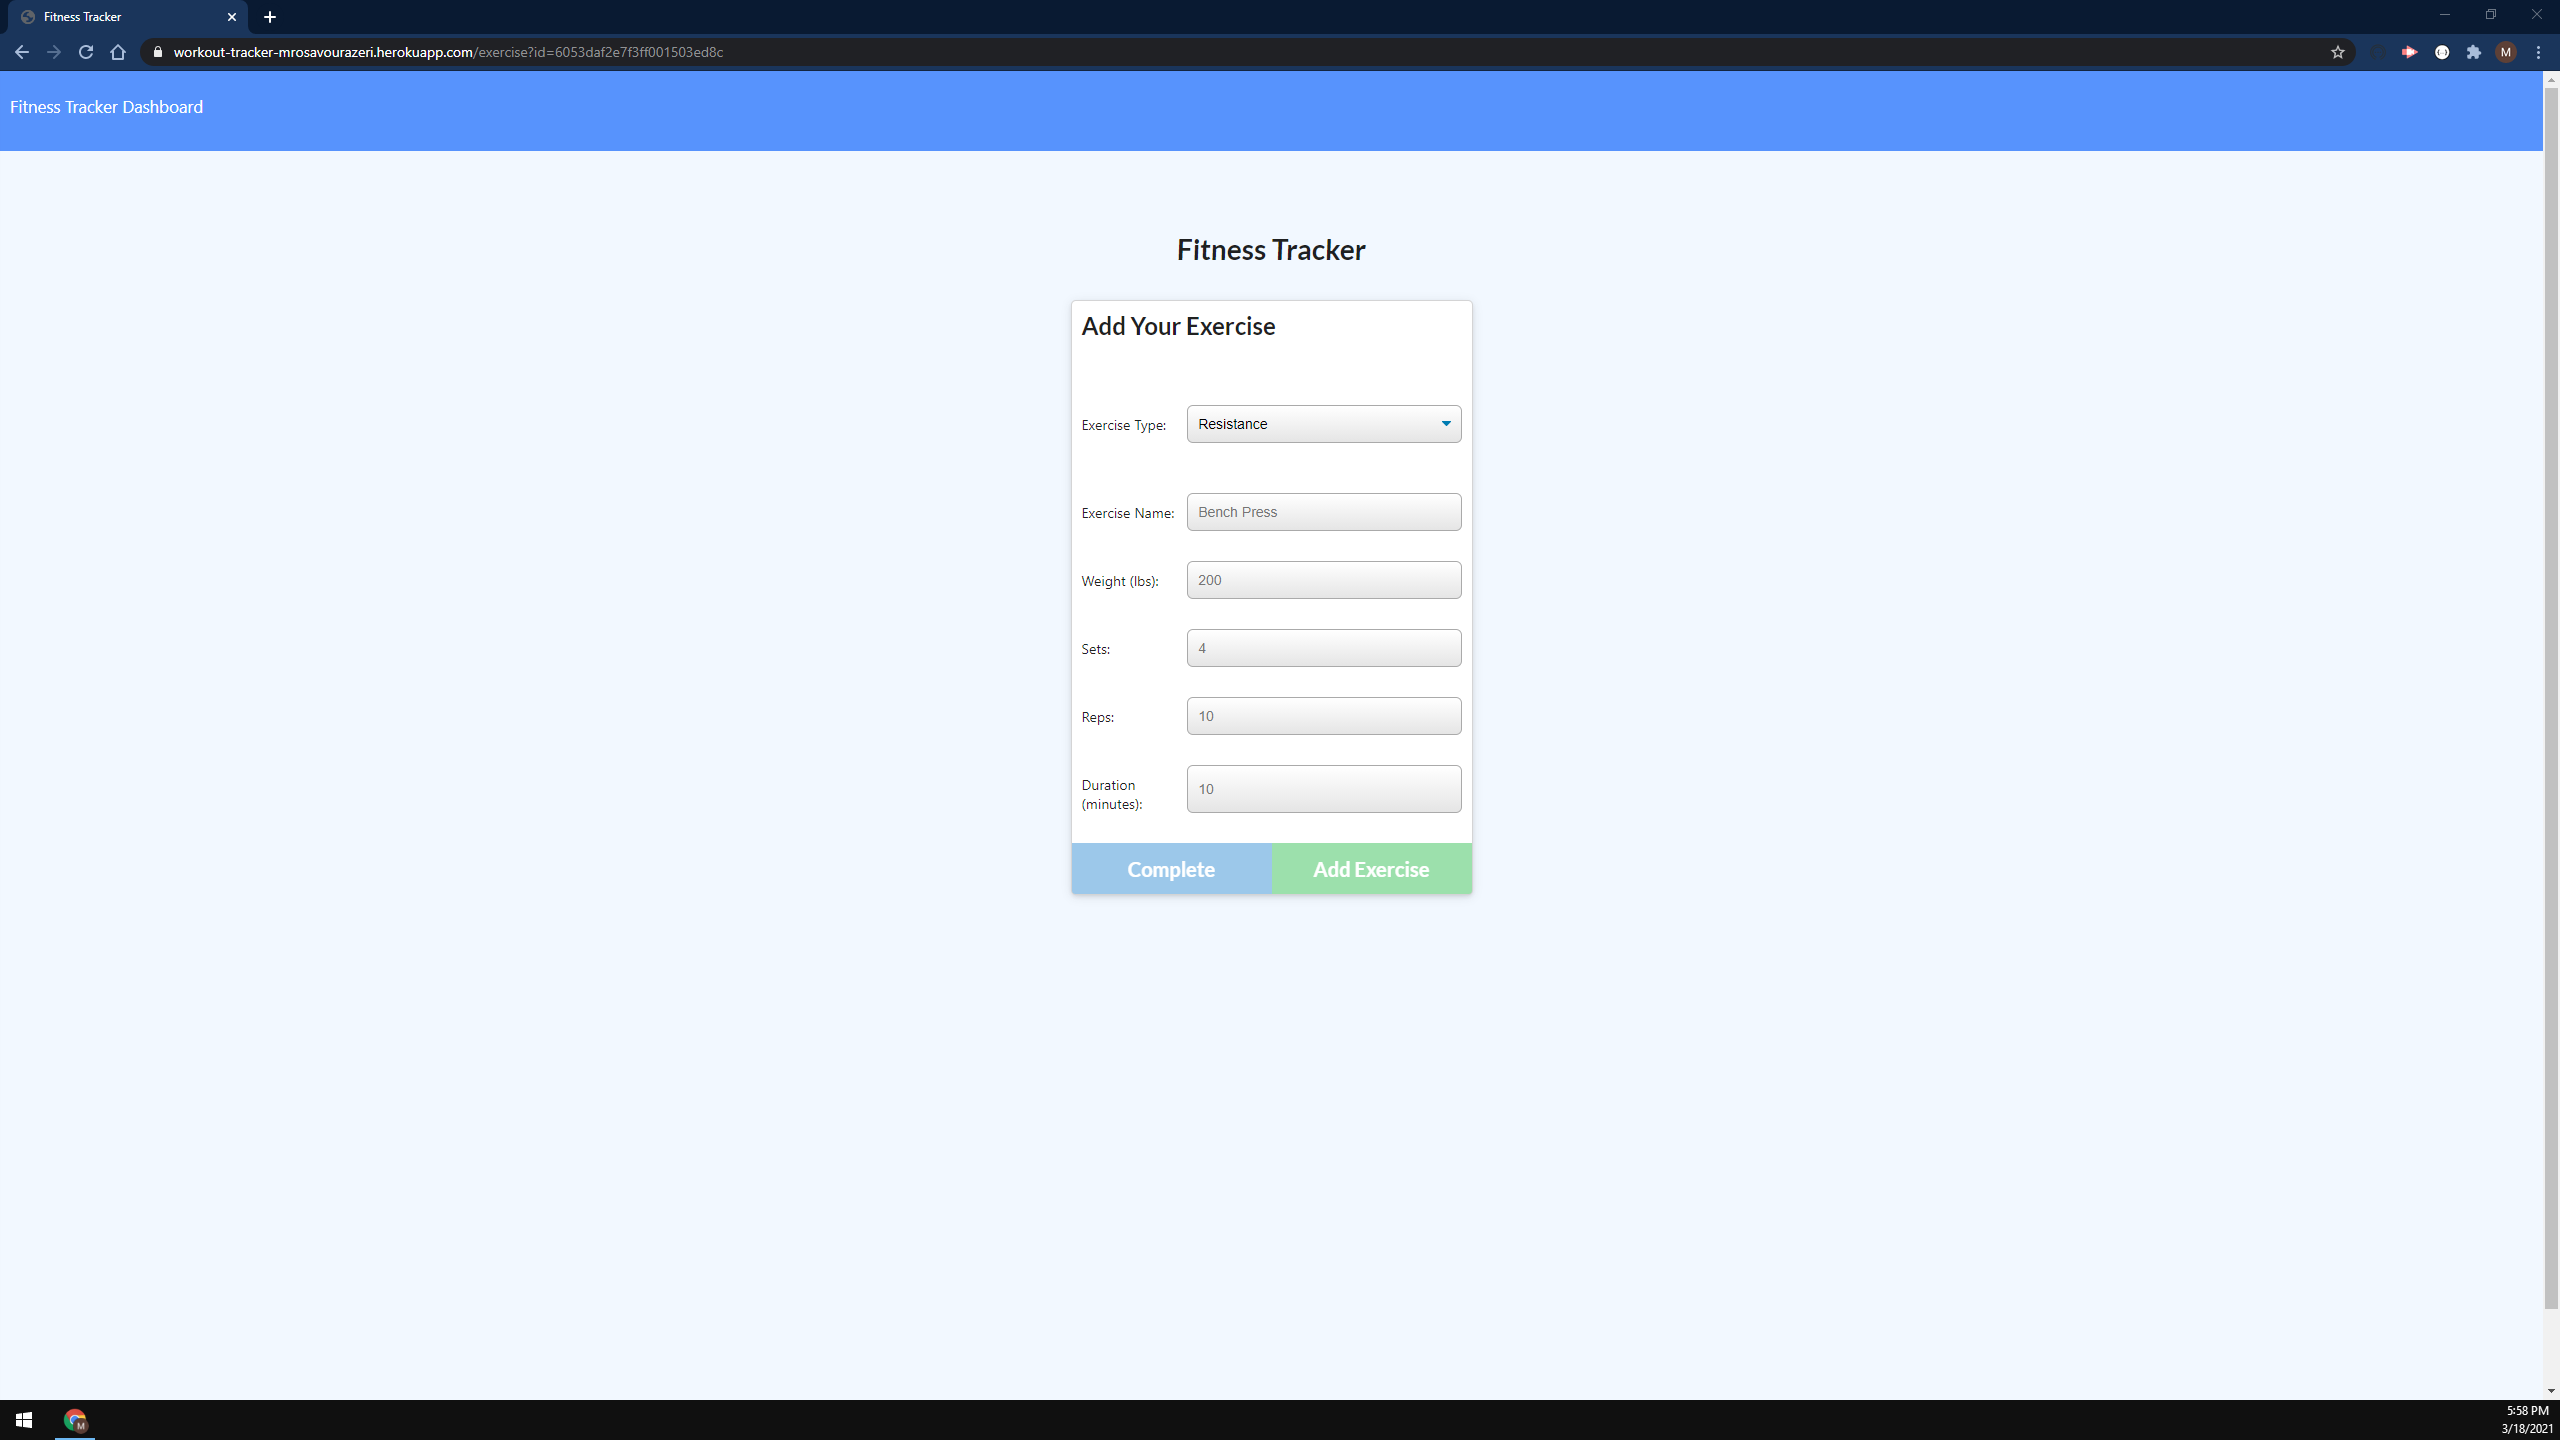 Fitness Tracker
workout-tracker-mrosavourazeri.herokuapp.com/exercise?id=6053daf2e7f3ff001503ed8c
M
Fitness Tracker Dashboard
Fitness Tracker
Add Your Exercise
Exercise Type: Resistance
Exercise Name: Bench Press
Weight (lbs): 200
Sets: 4
Reps: 10
Duration
(minutes): 10
Complete Add Exercise
M
5:58 PM
3/18/2021